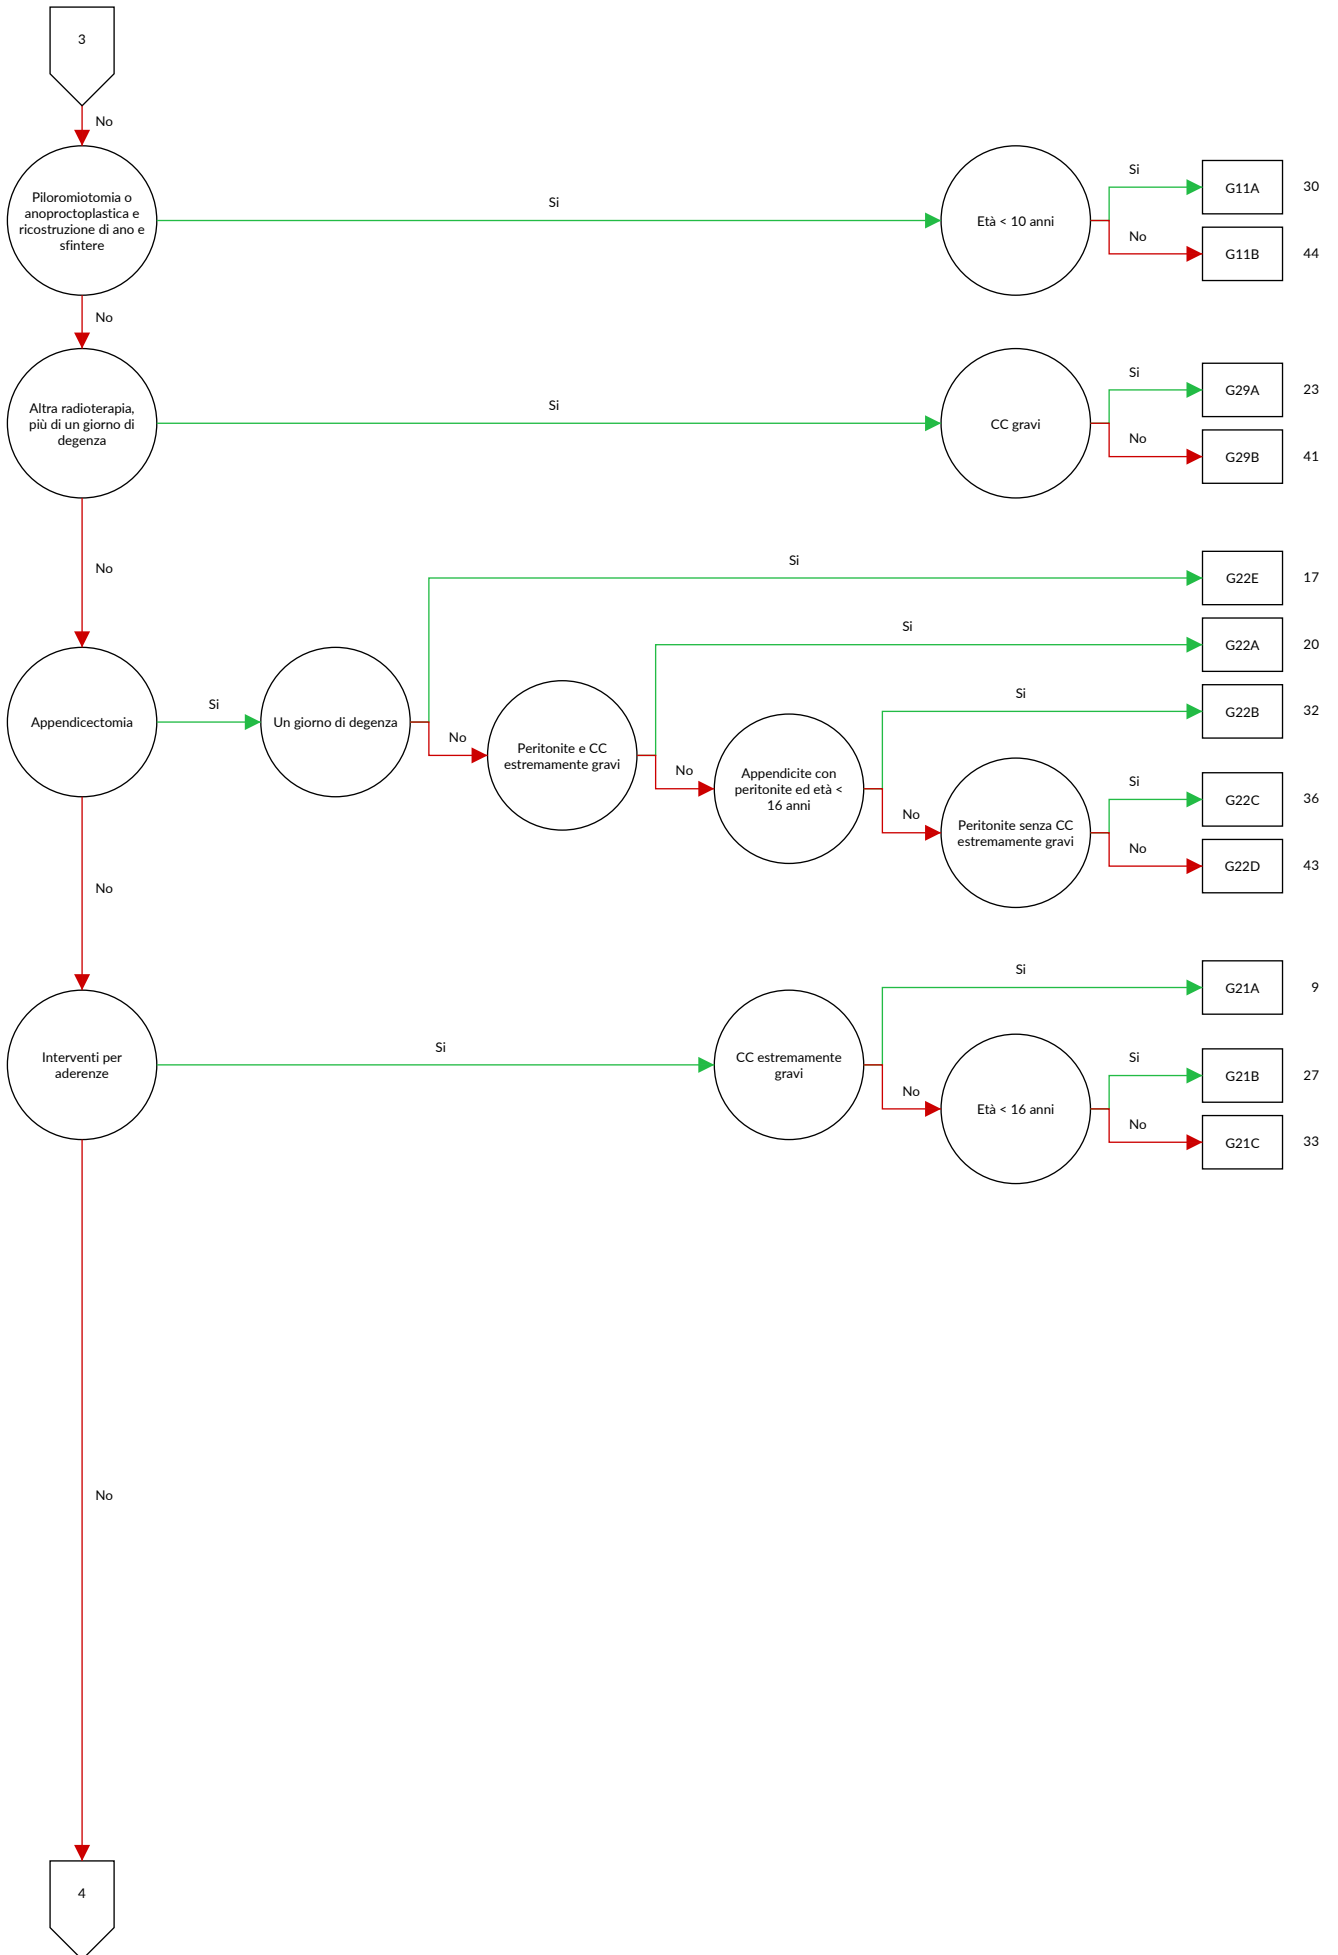 3
No
Piloromiotomia o
anoproctoplastica e
ricostruzione di ano e
sfintere
Si
Età < 10 anni
Si
G11A
30
No
G11B
44
No
Altra radioterapia,
più di un giorno di
degenza
Si
CC gravi
Si
G29A
23
No
G29B
41
No
Appendicectomia
Si
Un giorno di degenza
Si
G22E
17
No
Peritonite e CC
estremamente gravi
Si
G22A
20
No
Appendicite con
peritonite ed età <
16 anni
Si
G22B
32
No
Peritonite senza CC
estremamente gravi
Si
G22C
36
No
G22D
43
No
Interventi per
aderenze
Si
CC estremamente
gravi
Si
G21A
9
No
Età < 16 anni
Si
G21B
27
No
G21C
33
No
4